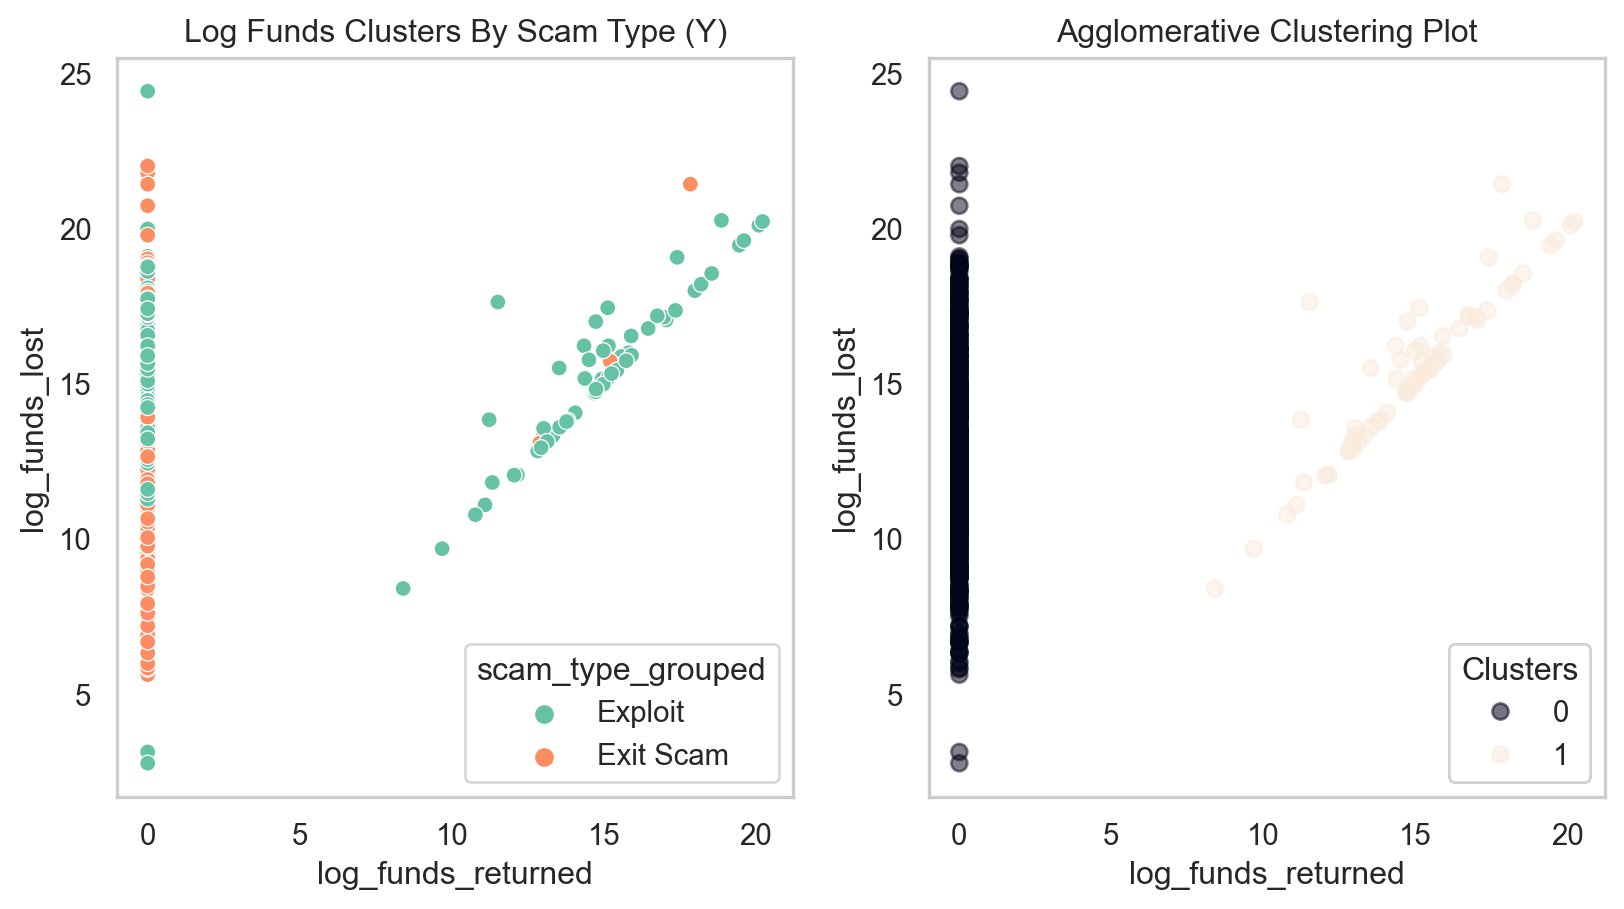 Log Funds Clusters By Scam Type (Y)
25
20
15
10
5
log_funds_lost
0 5 10 15 20
log_funds_returned
scam_type_grouped
Exploit
Exit Scam
Agglomerative Clustering Plot
25
20
15
10
5
log_funds_lost
0 5 10 15 20
log_funds_returned
Clusters
0
1